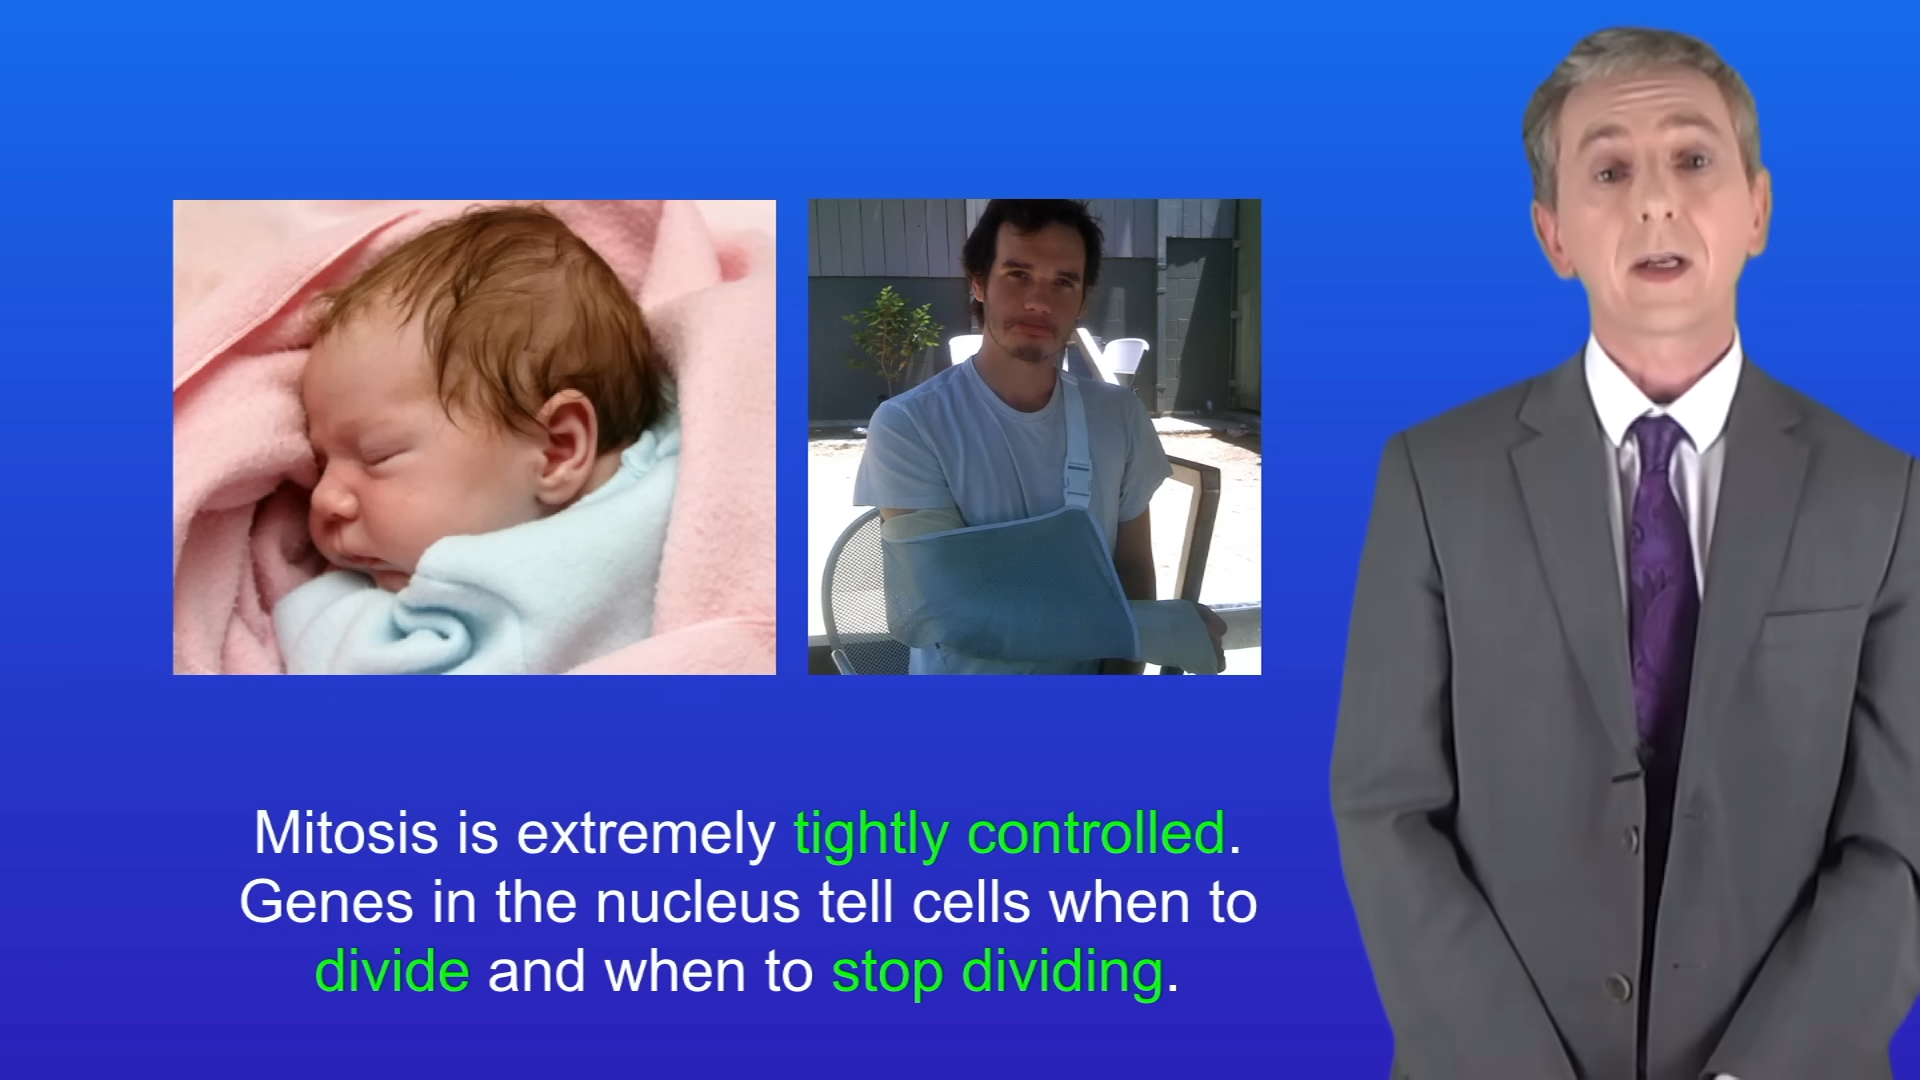 Mitosis is extremely tightly controlled.
Genes in the nucleus tell cells when to
divide and when to stop dividing.